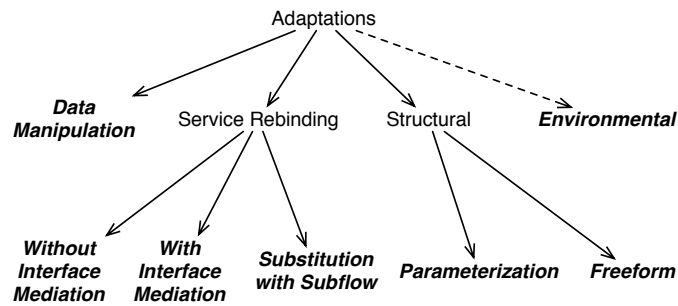 Adaptations
Data
Manipulation
Service Rebinding
Structural
Environmental
Without
Interface
Mediation
With
Interface
Mediation
Substitution
with Subflow
Parameterization
Freeform